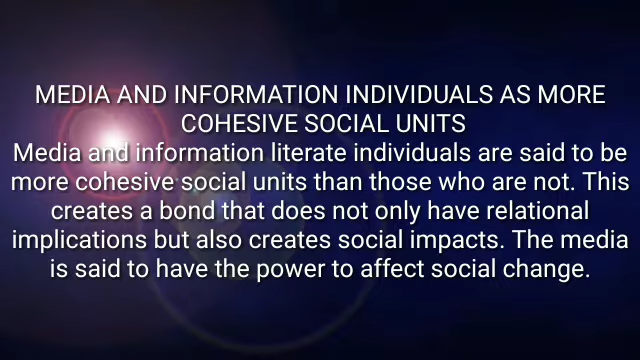 MEDIA AND INFORMATION INDIVIDUALS AS MORE
COHESIVE SOCIAL UNITS
Media and information literate individuals are said to be
more cohesive social units than those who are not. This
creates a bond that does not only have relational
implications but also creates social impacts. The media
is said to have the power to affect social change.